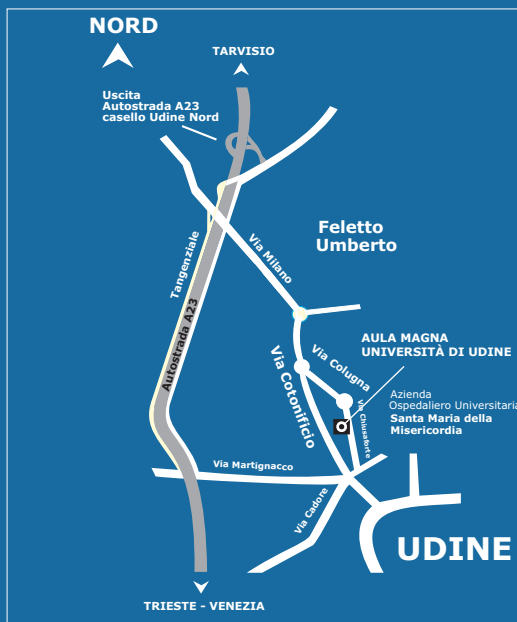 NORD
TARVISIO
Uscita
Autostrada A23
casello Udine Nord
Feletto
Umberto
Via Milano
Tangenziale
Autostrada A23
AULA MAGNA
UNIVERSITÀ DI UDINE
Via Colugna
Via Cotonificio
Azienda
Ospedaliero Universitaria
Santa Maria della
Misericordia
Via Chiusaforte
Via Martignacco
Via Cadore
UDINE
TRIESTE - VENEZIA